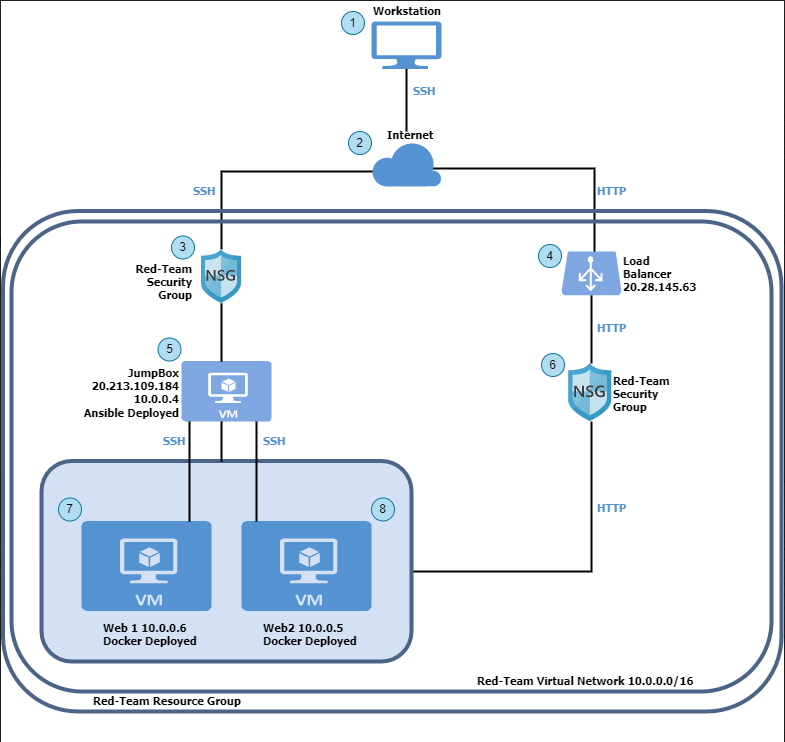 Workstation
1
SSH
Internet
2
SSH
HTTP
3
Red-Team
Security
Group
NSG
4
Load
Balancer
20.28.145.63
HTTP
5
JumpBox
20.213.109.184
10.0.0.4
Ansible Deployed
VM
6
NSG
Red-Team
Security
Group
SSH
SSH
7
8
HTTP
VM
VM
Web 1 10.0.0.6
Docker Deployed
Web2 10.0.0.5
Docker Deployed
Red-Team Virtual Network 10.0.0.0/16
Red-Team Resource Group